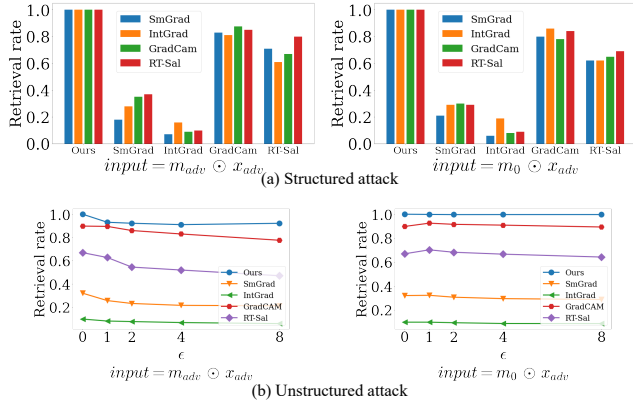 Retrieval rate
1.0
0.8
0.6
0.4
0.2
0.0
SmGrad
IntGrad
GradCam
RT-Sal
Ours SmGrad IntGrad GradCam RT-Sal
input = m_adv ⊙ x_adv
Retrieval rate
1.0
0.8
0.6
0.4
0.2
0.0
SmGrad
IntGrad
GradCam
RT-Sal
Ours SmGrad IntGrad GradCam RT-Sal
input = m_0 ⊙ x_adv
(a) Structured attack
Retrieval rate
1.0
0.8
0.6
0.4
0.2
Ours
SmGrad
IntGrad
GradCAM
RT-Sal
0 1 2 4 8
ϵ
input = m_adv ⊙ x_adv
Retrieval rate
1.0
0.8
0.6
0.4
0.2
Ours
SmGrad
IntGrad
GradCAM
RT-Sal
0 1 2 4 8
ϵ
input = m_0 ⊙ x_adv
(b) Unstructured attack